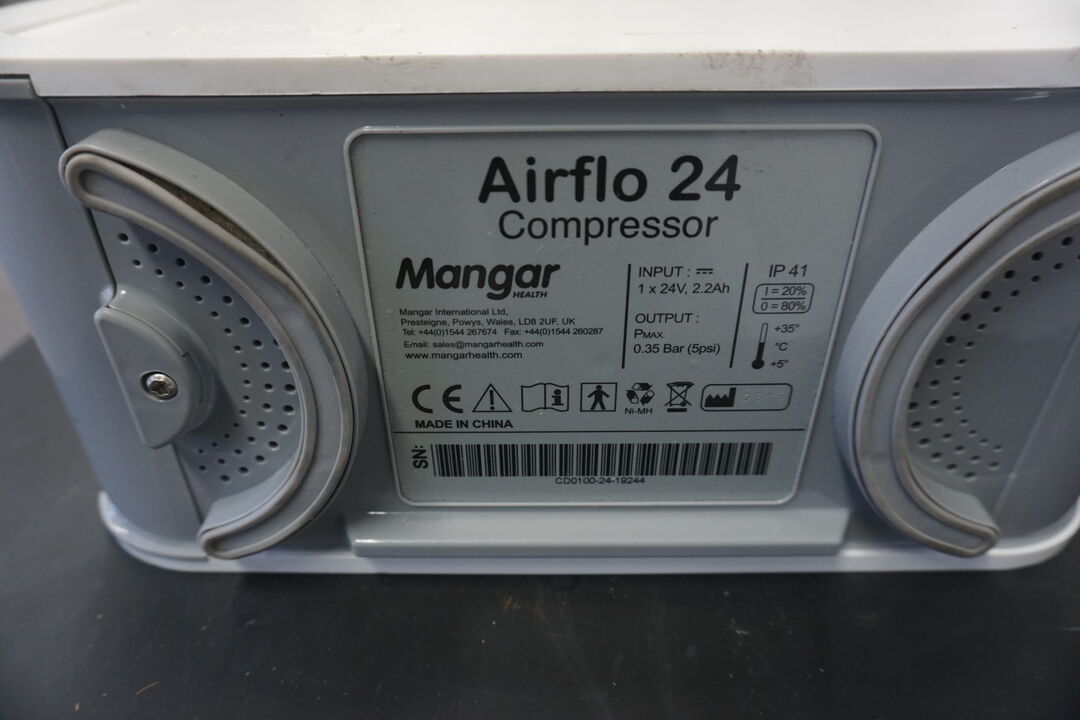 Airflo 24
Compressor
Mangar
HEALTH
Mangar International Ltd,
Presteigne, Powys, Wales, LD8 2UF, UK
Tel: +44(0)1544 267674 Fax: +44(0)1544 260287
Email: sales@mangarhealth.com
www.mangarhealth.com
INPUT :
1 x 24V, 2.2Ah
OUTPUT :
PMAX.
0.35 Bar (5psi)
IP 41
I = 20%
0 = 80%
+35°
°C
+5°
CE
i
Ni-MH
MADE IN CHINA
SN:
CD0100-24-19244